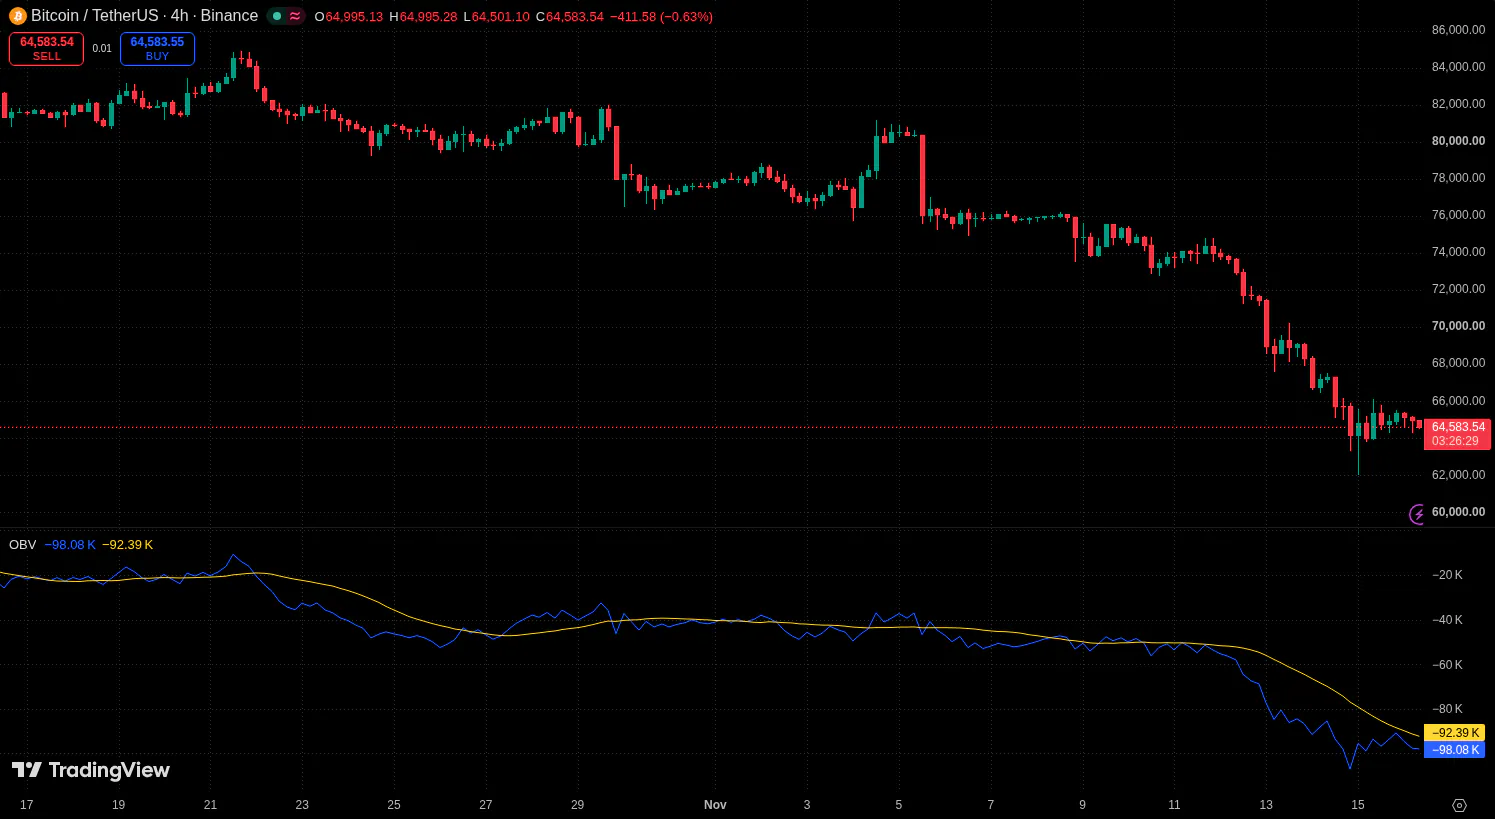 Bitcoin / TetherUS · 4h · Binance O64,995.13 H64,995.28 L64,501.10 C64,583.54 −411.58 (−0.63%)
64,583.54 SELL
0.01
64,583.55 BUY
86,000.00
84,000.00
82,000.00
80,000.00
78,000.00
76,000.00
74,000.00
72,000.00
70,000.00
68,000.00
66,000.00
64,583.54
03:26:29
62,000.00
60,000.00
OBV −98.08 K −92.39 K
−20 K
−40 K
−60 K
−80 K
−92.39 K
−98.08 K
TradingView
17 19 21 23 25 27 29 Nov 3 5 7 9 11 13 15